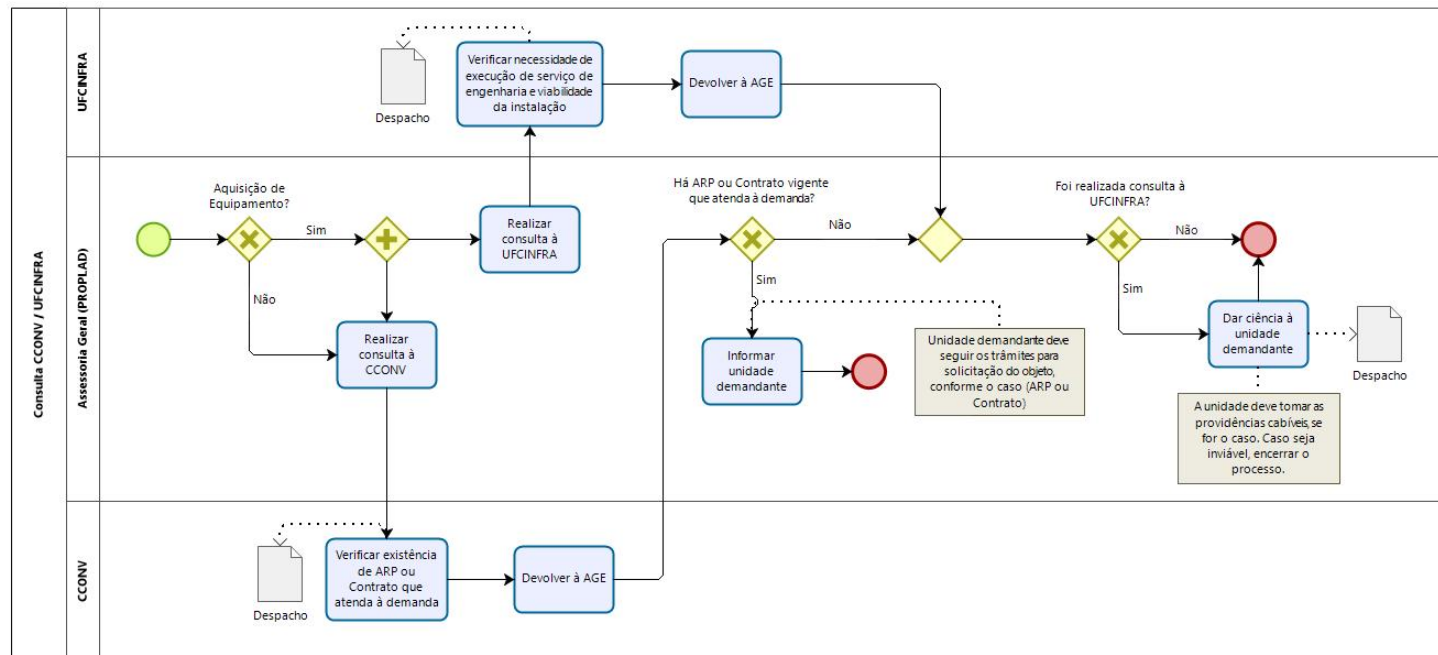 Consulta CCONV / UFCINFRA
UFCINFRA
Despacho
Verificar necessidade de
execução de serviço de
engenharia e viabilidade
da instalação
Devolver à AGE
Assessoria Geral (PROPLAD)
Aquisição de
Equipamento?
Sim
Não
Realizar
consulta à
UFCINFRA
Realizar
consulta à
CCONV
Há ARP ou Contrato vigente
que atenda à demanda?
Não
Sim
Informar
unidade
demandante
Unidade demandante deve
seguir os trâmites para
solicitação do objeto,
conforme o caso (ARP ou
Contrato)
Foi realizada consulta à
UFCINFRA?
Não
Sim
Dar ciência à
unidade
demandante
Despacho
A unidade deve tomar as
providências cabíveis, se
for o caso. Caso seja
inviável, encerrar o
processo.
CCONV
Despacho
Verificar existência
de ARP ou
Contrato que
atenda à demanda
Devolver à AGE